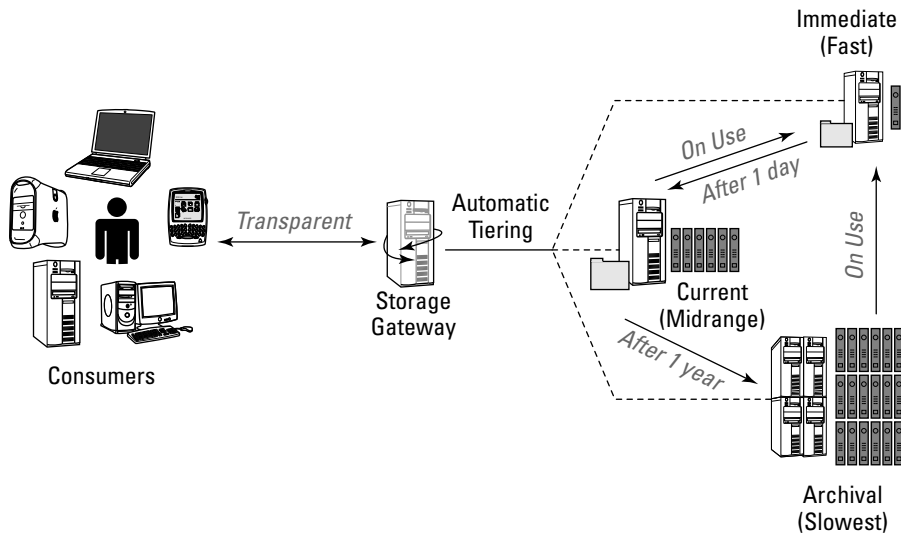 Immediate
(Fast)
On Use
After 1 day
Transparent
Automatic
Tiering
On Use
Storage
Gateway
Current
(Midrange)
After 1 year
Consumers
Archival
(Slowest)